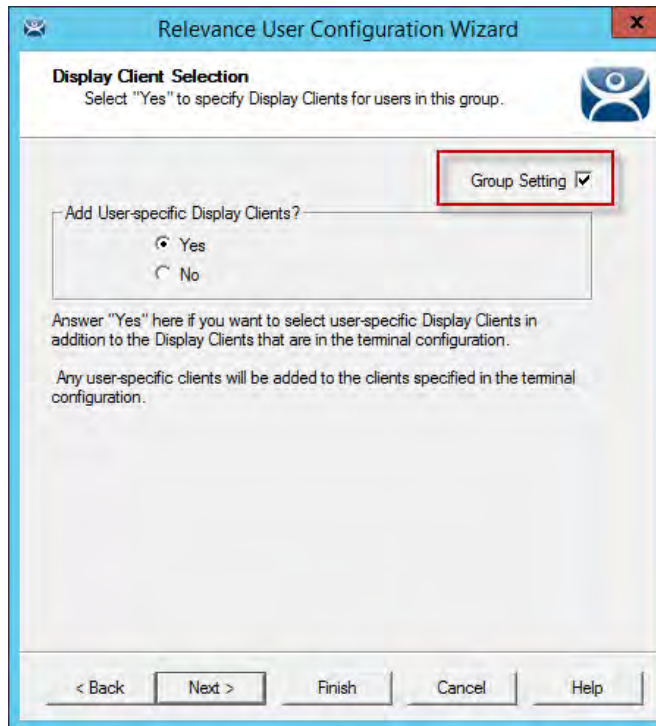 Relevance User Configuration Wizard
x
Display Client Selection
Select "Yes" to specify Display Clients for users in this group.
Group Setting
Add User-specific Display Clients?
Yes
No
Answer "Yes" here if you want to select user-specific Display Clients in
addition to the Display Clients that are in the terminal configuration.
Any user-specific clients will be added to the clients specified in the terminal
configuration.
< Back
Next >
Finish
Cancel
Help